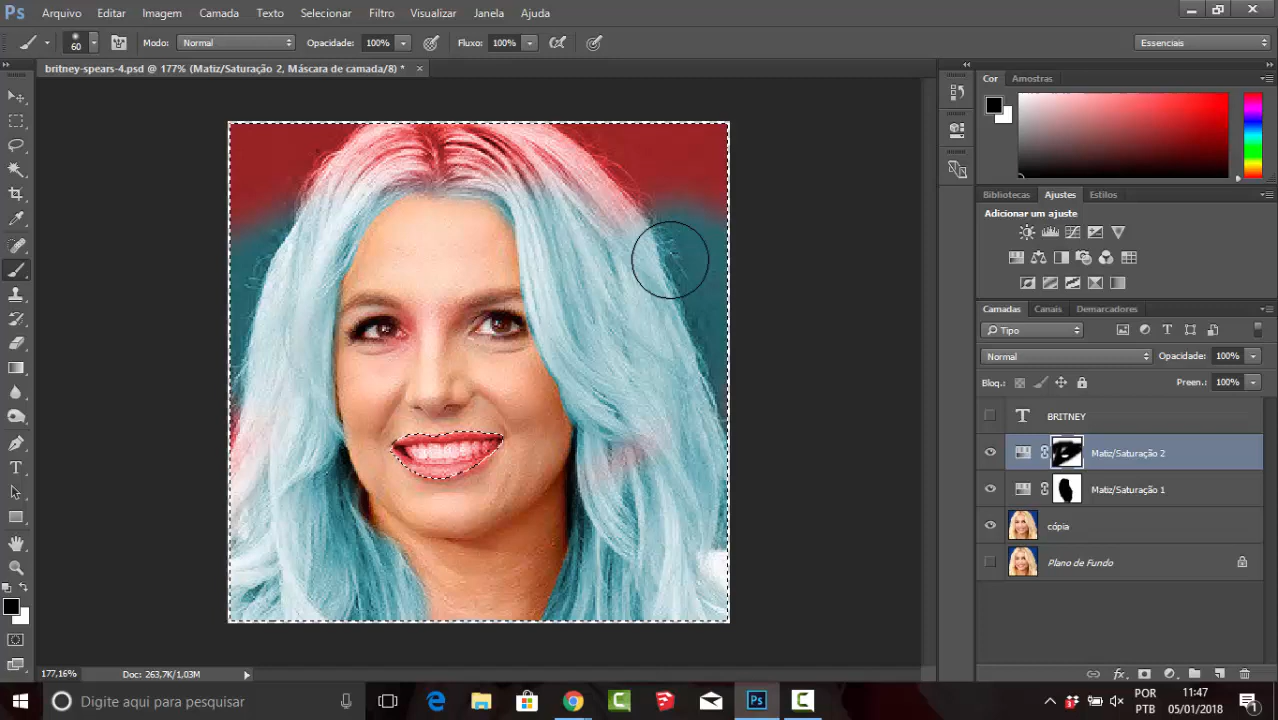 Ps Arquivo Editar Imagem Camada Texto Selecionar Filtro Visualizar Janela Ajuda
60 Modo: Normal Opacidade: 100% Fluxo: 100% Essenciais
britney-spears-4.psd @ 177% (Matiz/Saturação 2, Máscara de camada/8) * ×
Cor Amostras
Bibliotecas Ajustes Estilos
Adicionar um ajuste
Camadas Canais Demarcadores
Tipo
Normal Opacidade: 100%
Bloq.: Preen.: 100%
T BRITNEY
Matiz/Saturação 2
Matiz/Saturação 1
cópia
Plano de Fundo
177,16% Doc: 263,7K/1,03M
Digite aqui para pesquisar
Ps
POR 11:47
PTB 05/01/2018
1